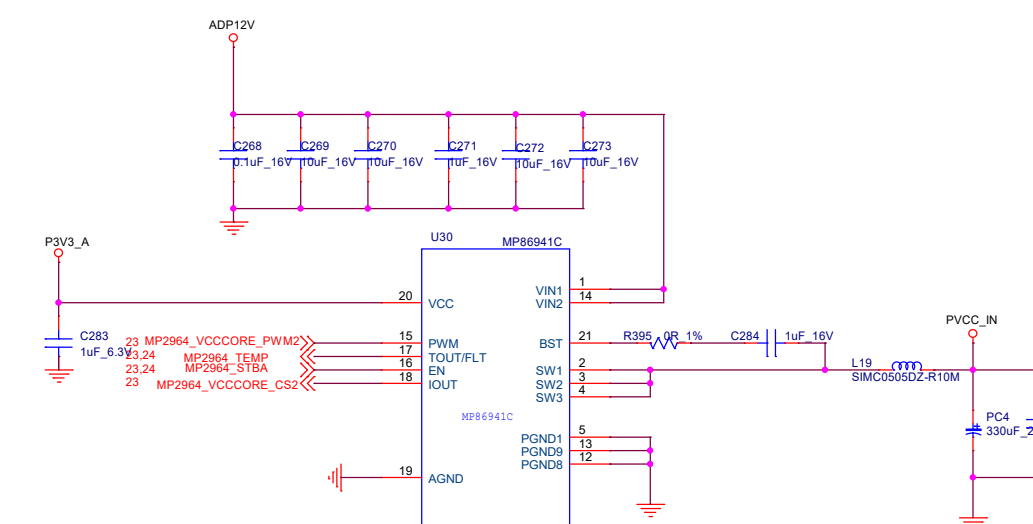 ADP12V
C268
0.1uF_16V
C269
10uF_16V
C270
10uF_16V
C271
1uF_16V
C272
10uF_16V
C273
10uF_16V
P3V3_A
U30
MP86941C
C283
1uF_6.3V
20
VCC
23
MP2964_VCCCORE_PWM2
15
PWM
23,24
MP2964_TEMP
17
TOUT/FLT
23,24
MP2964_STBA
16
EN
23
MP2964_VCCCORE_CS2
18
IOUT
MP86941C
19
AGND
VIN1
1
VIN2
14
BST
21
R395
0R_1%
C284
1uF_16V
SW1
2
SW2
3
SW3
4
L19
SIMC0505DZ-R10M
PVCC_IN
PC4
PGND1
5
PGND9
13
PGND8
12